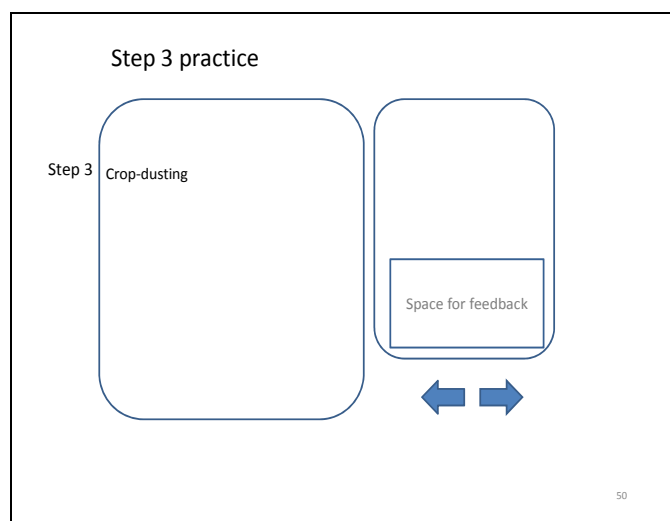 Step 3 practice
Step 3
Crop-dusting
Space for feedback
50